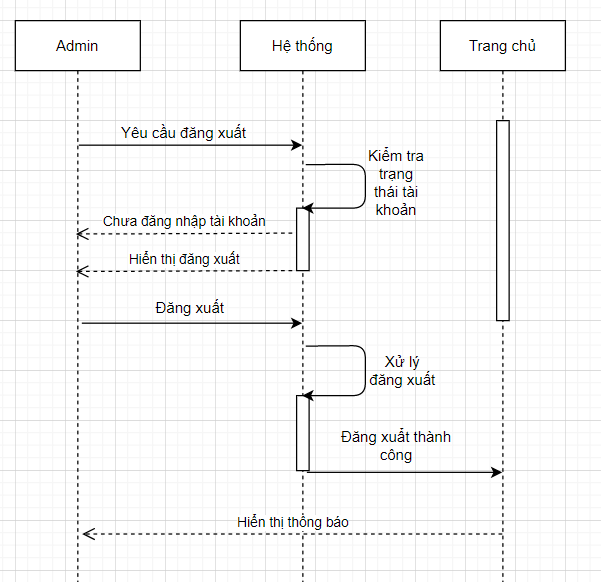 Admin
Hệ thống
Trang chủ
Yêu cầu đăng xuất
Kiểm tra
trạng
thái tài
khoản
Chưa đăng nhập tài khoản
Hiển thị đăng xuất
Đăng xuất
Xử lý
đăng xuất
Đăng xuất thành
công
Hiển thị thông báo